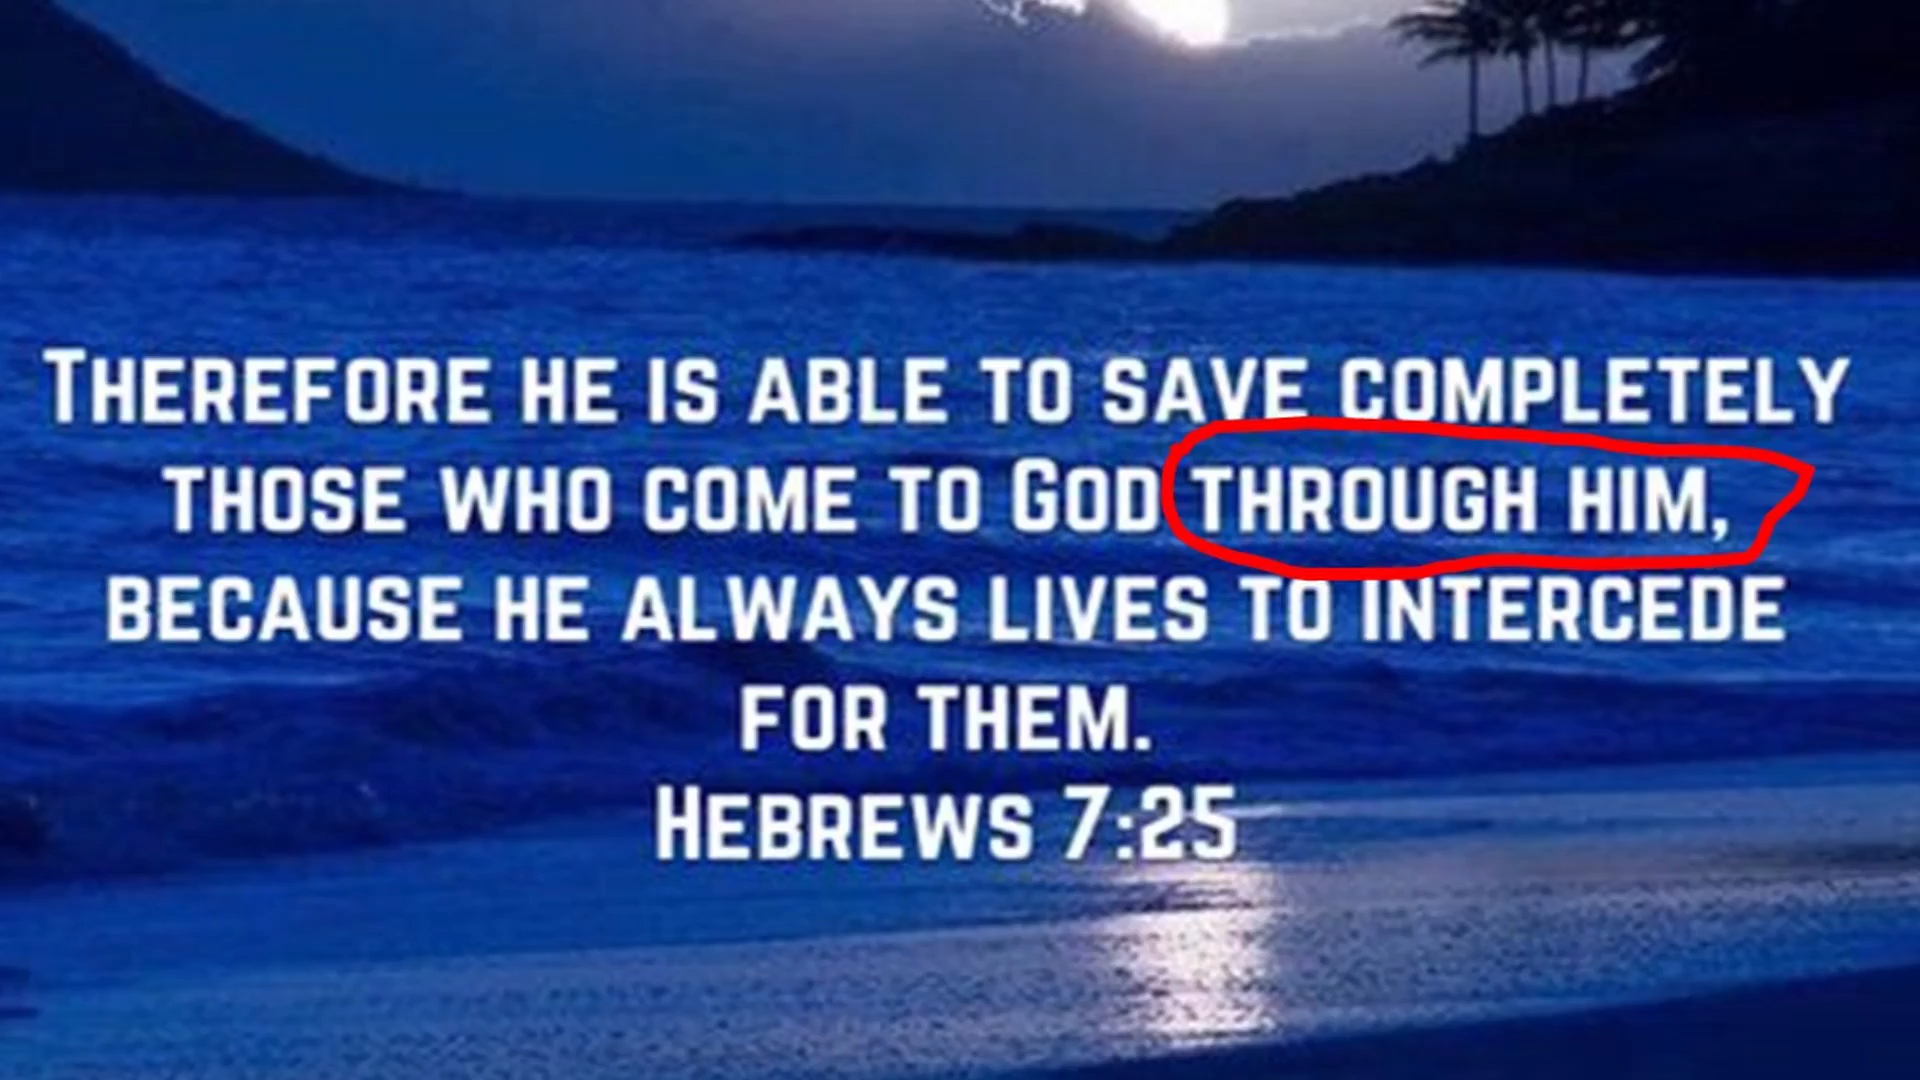 Therefore he is able to save completely
those who come to God through him,
because he always lives to intercede
for them.
Hebrews 7:25